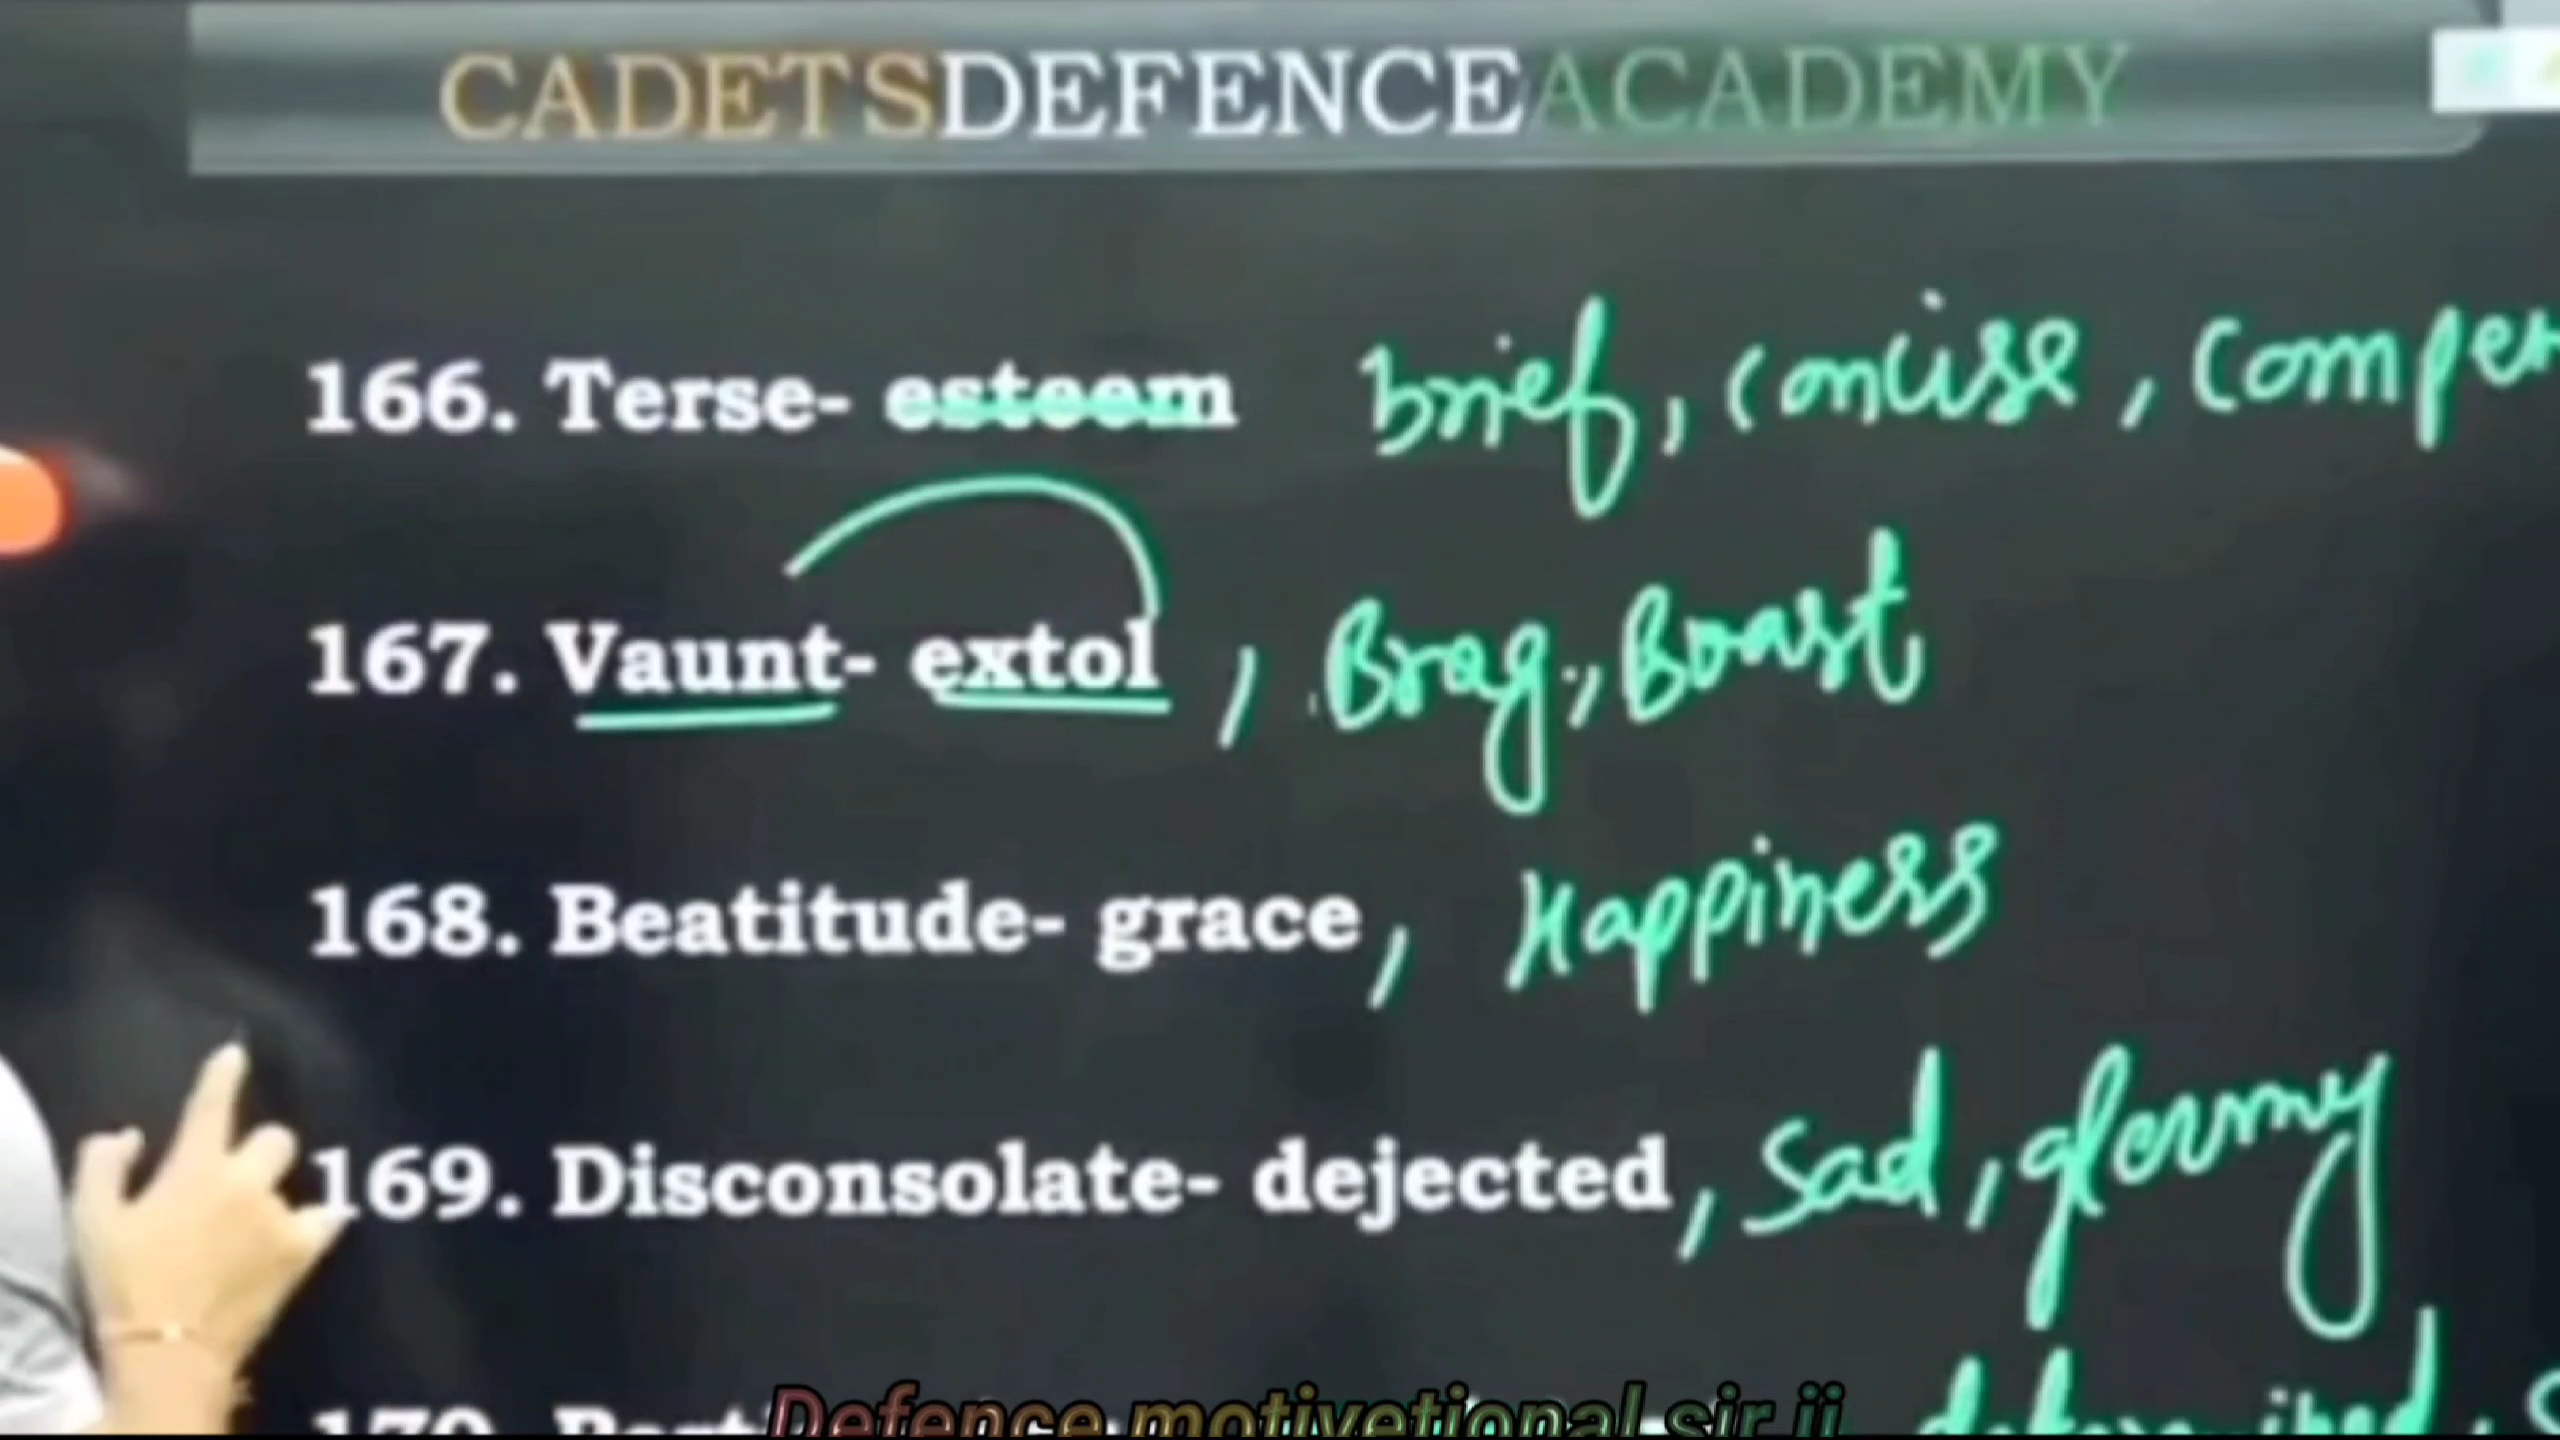 CADETSDEFENCEACADEMY
166. Terse- esteem brief, concise,
167. Vaunt- extol, Brag, Boast
168. Beatitude- grace, Happiness
169. Disconsolate- dejected, Sad, gloomy
170.
Defence motivetional sir ji